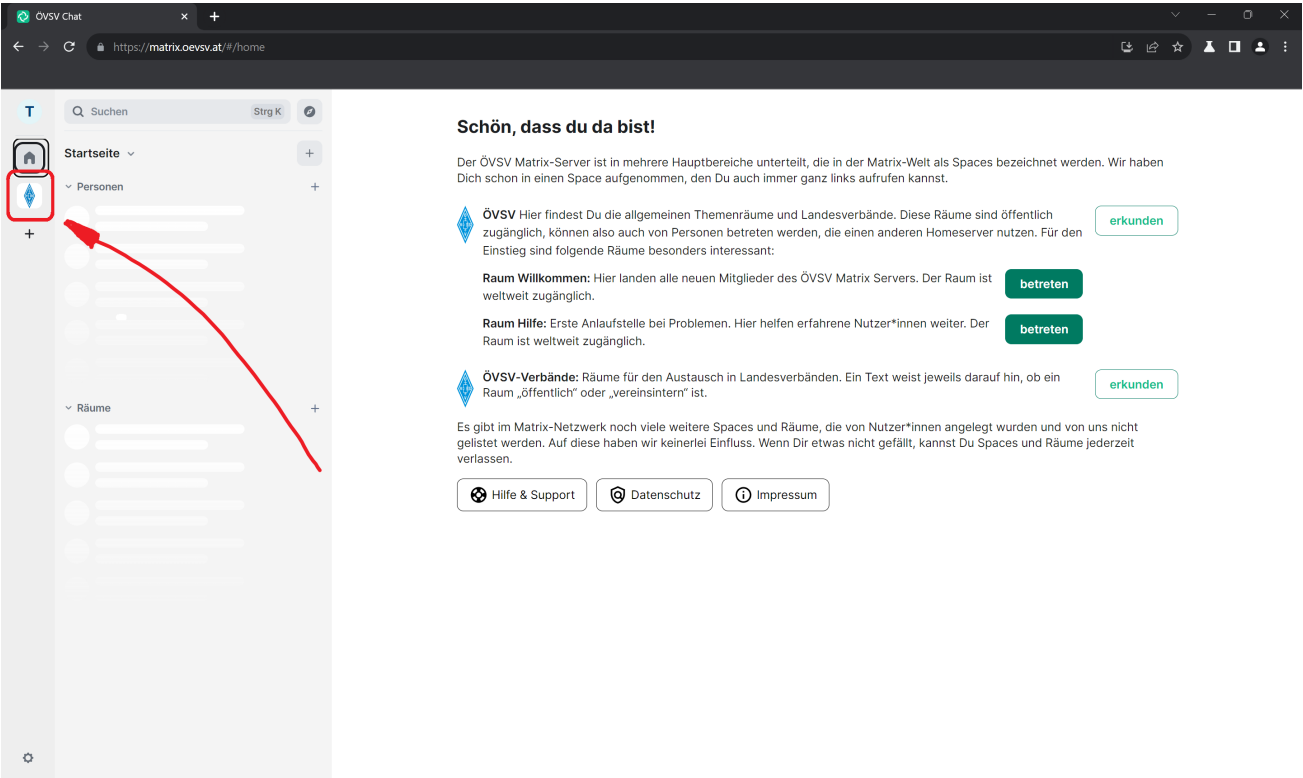 ÖVSV Chat
https://matrix.oevsv.at/#/home
T
Suchen
Strg K
Startseite
Personen
Räume
Schön, dass du da bist!
Der ÖVSV Matrix-Server ist in mehrere Hauptbereiche unterteilt, die in der Matrix-Welt als Spaces bezeichnet werden. Wir haben
Dich schon in einen Space aufgenommen, den Du auch immer ganz links aufrufen kannst.
ÖVSV Hier findest Du die allgemeinen Themenräume und Landesverbände. Diese Räume sind öffentlich
zugänglich, können also auch von Personen betreten werden, die einen anderen Homeserver nutzen. Für den
Einstieg sind folgende Räume besonders interessant:
erkunden
Raum Willkommen: Hier landen alle neuen Mitglieder des ÖVSV Matrix Servers. Der Raum ist
weltweit zugänglich.
betreten
Raum Hilfe: Erste Anlaufstelle bei Problemen. Hier helfen erfahrene Nutzer*innen weiter. Der
Raum ist weltweit zugänglich.
betreten
ÖVSV-Verbände: Räume für den Austausch in Landesverbänden. Ein Text weist jeweils darauf hin, ob ein
Raum „öffentlich" oder „vereinsintern" ist.
erkunden
Es gibt im Matrix-Netzwerk noch viele weitere Spaces und Räume, die von Nutzer*innen angelegt wurden und von uns nicht
gelistet werden. Auf diese haben wir keinerlei Einfluss. Wenn Dir etwas nicht gefällt, kannst Du Spaces und Räume jederzeit
verlassen.
Hilfe & Support
Datenschutz
Impressum